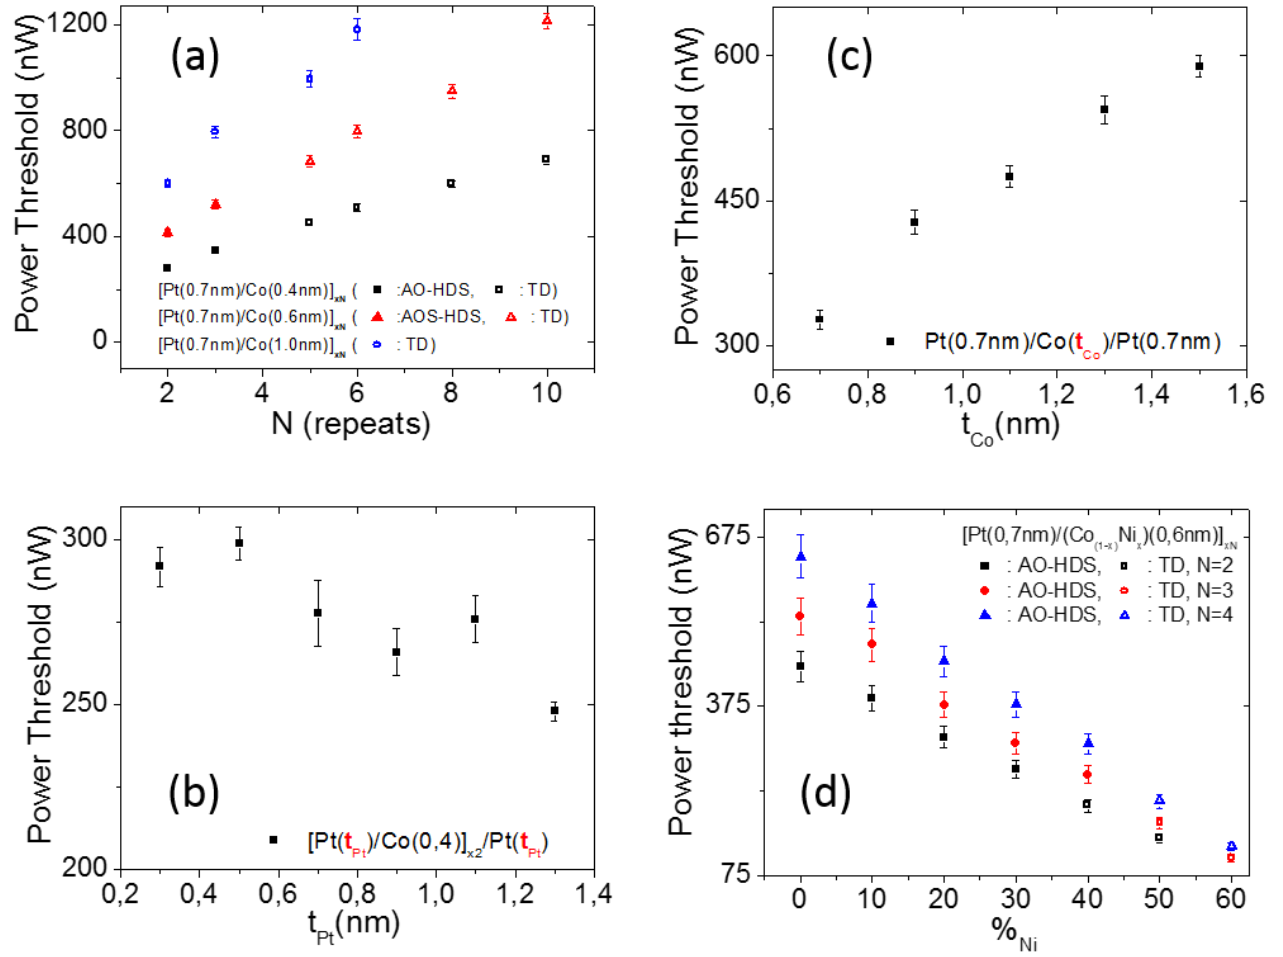 (a)
Power Threshold (nW)
1200
800
400
0
[Pt(0.7nm)/Co(0.4nm)]xN ( :AO-HDS, : TD)
[Pt(0.7nm)/Co(0.6nm)]xN ( :AOS-HDS, : TD)
[Pt(0.7nm)/Co(1.0nm)]xN ( : TD)
2 4 6 8 10
N (repeats)
(c)
Power Threshold (nW)
600
450
300
Pt(0.7nm)/Co(tCo)/Pt(0.7nm)
0,6 0,8 1,0 1,2 1,4 1,6
tCo(nm)
(b)
Power Threshold (nW)
300
250
200
[Pt(tPt)/Co(0,4)]x2/Pt(tPt)
0,2 0,4 0,6 0,8 1,0 1,2 1,4
tPt(nm)
(d)
Power threshold (nW)
675
375
75
[Pt(0,7nm)/(Co(1-x)Nix)(0,6nm)]xN
: AO-HDS, : TD, N=2
: AO-HDS, : TD, N=3
: AO-HDS, : TD, N=4
0 10 20 30 40 50 60
%Ni